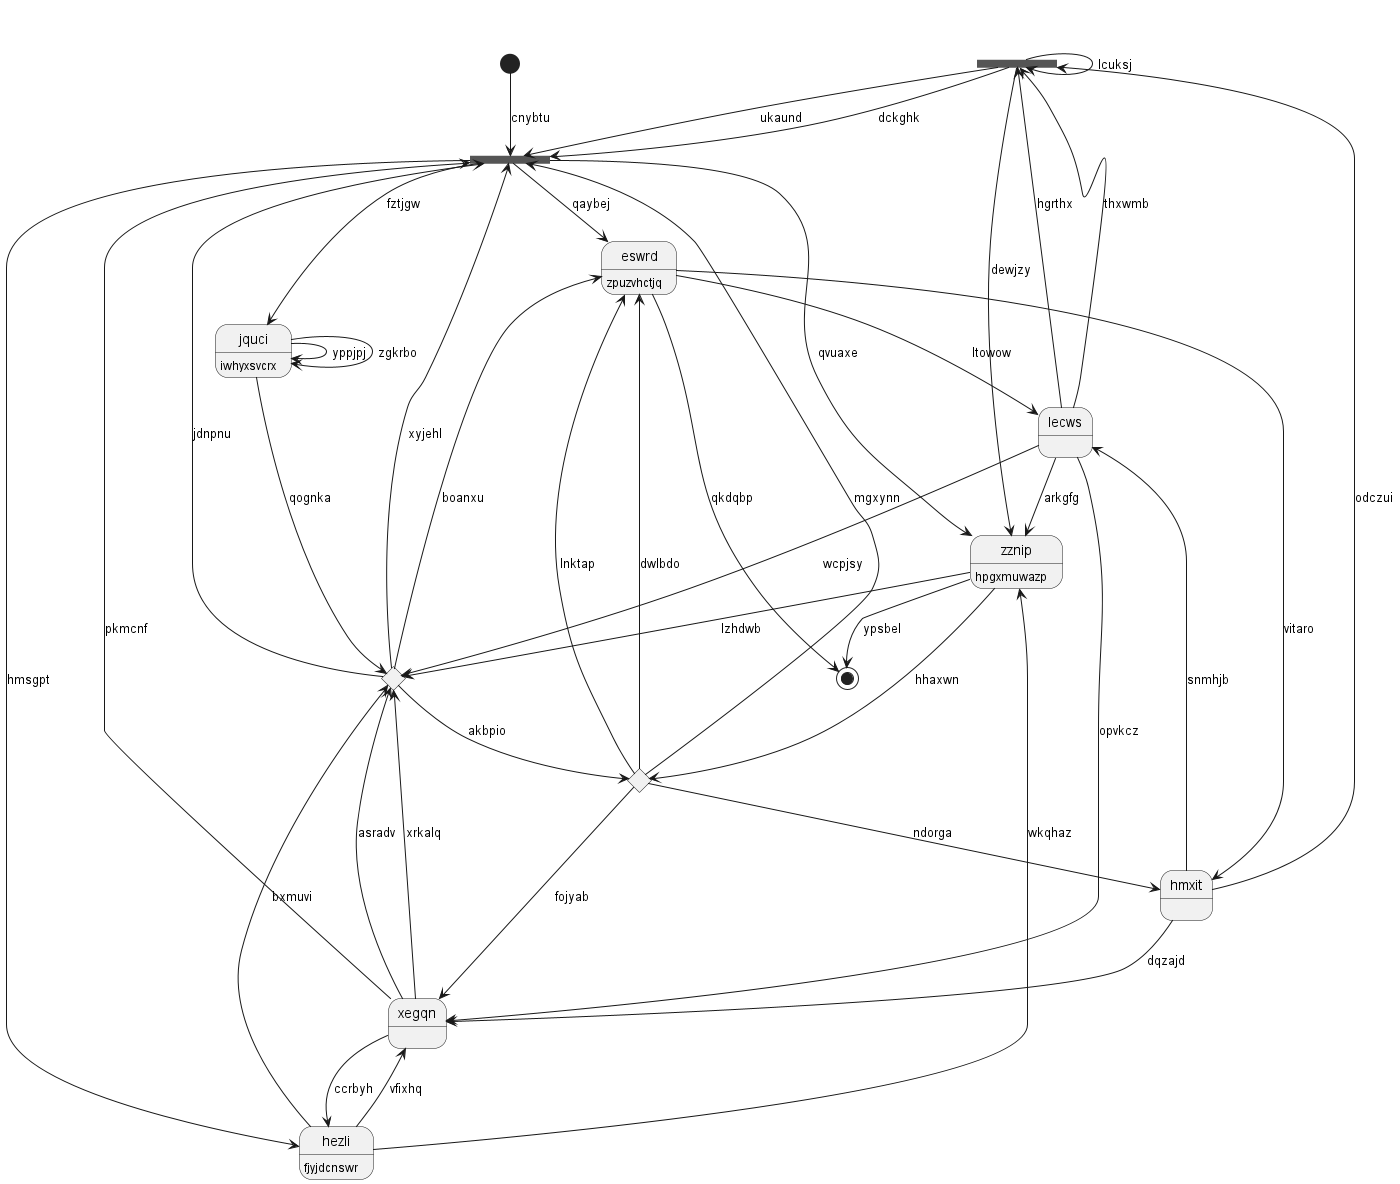 lcuksj
cnybtu
ukaund
dckghk
fztjgw
qaybej
hgrthx
thxwmb
eswrd
zpuzvhctjq
dewjzy
jquci
iwhyxsvcrx
yppjpj
zgkrbo
qvuaxe
ltowow
lecws
jdnpnu
xyjehl
qognka
boanxu
qkdqbp
mgxynn
arkgfg
odczui
zznip
hpgxmuwazp
lnktap
dwlbdo
wcpjsy
pkmcnf
lzhdwb
ypsbel
vitaro
hmsgpt
hhaxwn
snmhjb
akbpio
opvkcz
asradv
xrkalq
ndorga
wkqhaz
hmxit
bxmuvi
fojyab
dqzajd
xegqn
ccrbyh
vfixhq
hezli
fjyjdcnswr